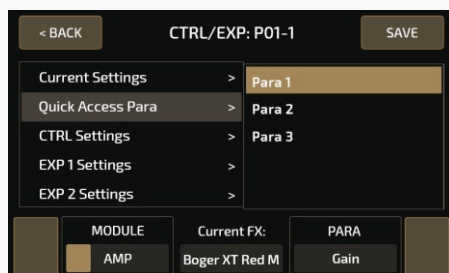 < BACK CTRL/EXP: P01-1 SAVE
Current Settings > Para 1
Quick Access Para > Para 2
CTRL Settings > Para 3
EXP 1 Settings >
EXP 2 Settings >
MODULE Current FX: PARA
AMP Boger XT Red M Gain